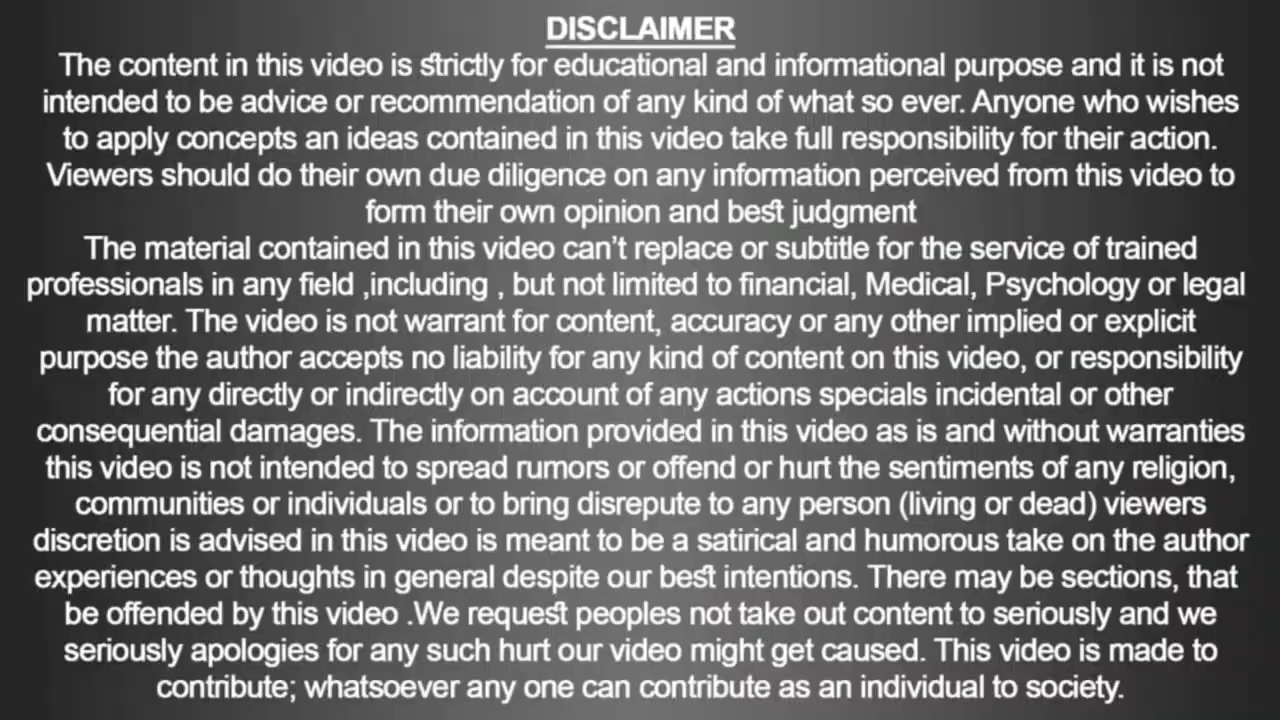 DISCLAIMER
The content in this video is strictly for educational and informational purpose and it is not
intended to be advice or recommendation of any kind of what so ever. Anyone who wishes
to apply concepts an ideas contained in this video take full responsibility for their action.
Viewers should do their own due diligence on any information perceived from this video to
form their own opinion and best judgment
The material contained in this video can’t replace or subtitle for the service of trained
professionals in any field ,including , but not limited to financial, Medical, Psychology or legal
matter. The video is not warrant for content, accuracy or any other implied or explicit
purpose the author accepts no liability for any kind of content on this video, or responsibility
for any directly or indirectly on account of any actions specials incidental or other
consequential damages. The information provided in this video as is and without warranties
this video is not intended to spread rumors or offend or hurt the sentiments of any religion,
communities or individuals or to bring disrepute to any person (living or dead) viewers
discretion is advised in this video is meant to be a satirical and humorous take on the author
experiences or thoughts in general despite our best intentions. There may be sections, that
be offended by this video .We request peoples not take out content to seriously and we
seriously apologies for any such hurt our video might get caused. This video is made to
contribute; whatsoever any one can contribute as an individual to society.